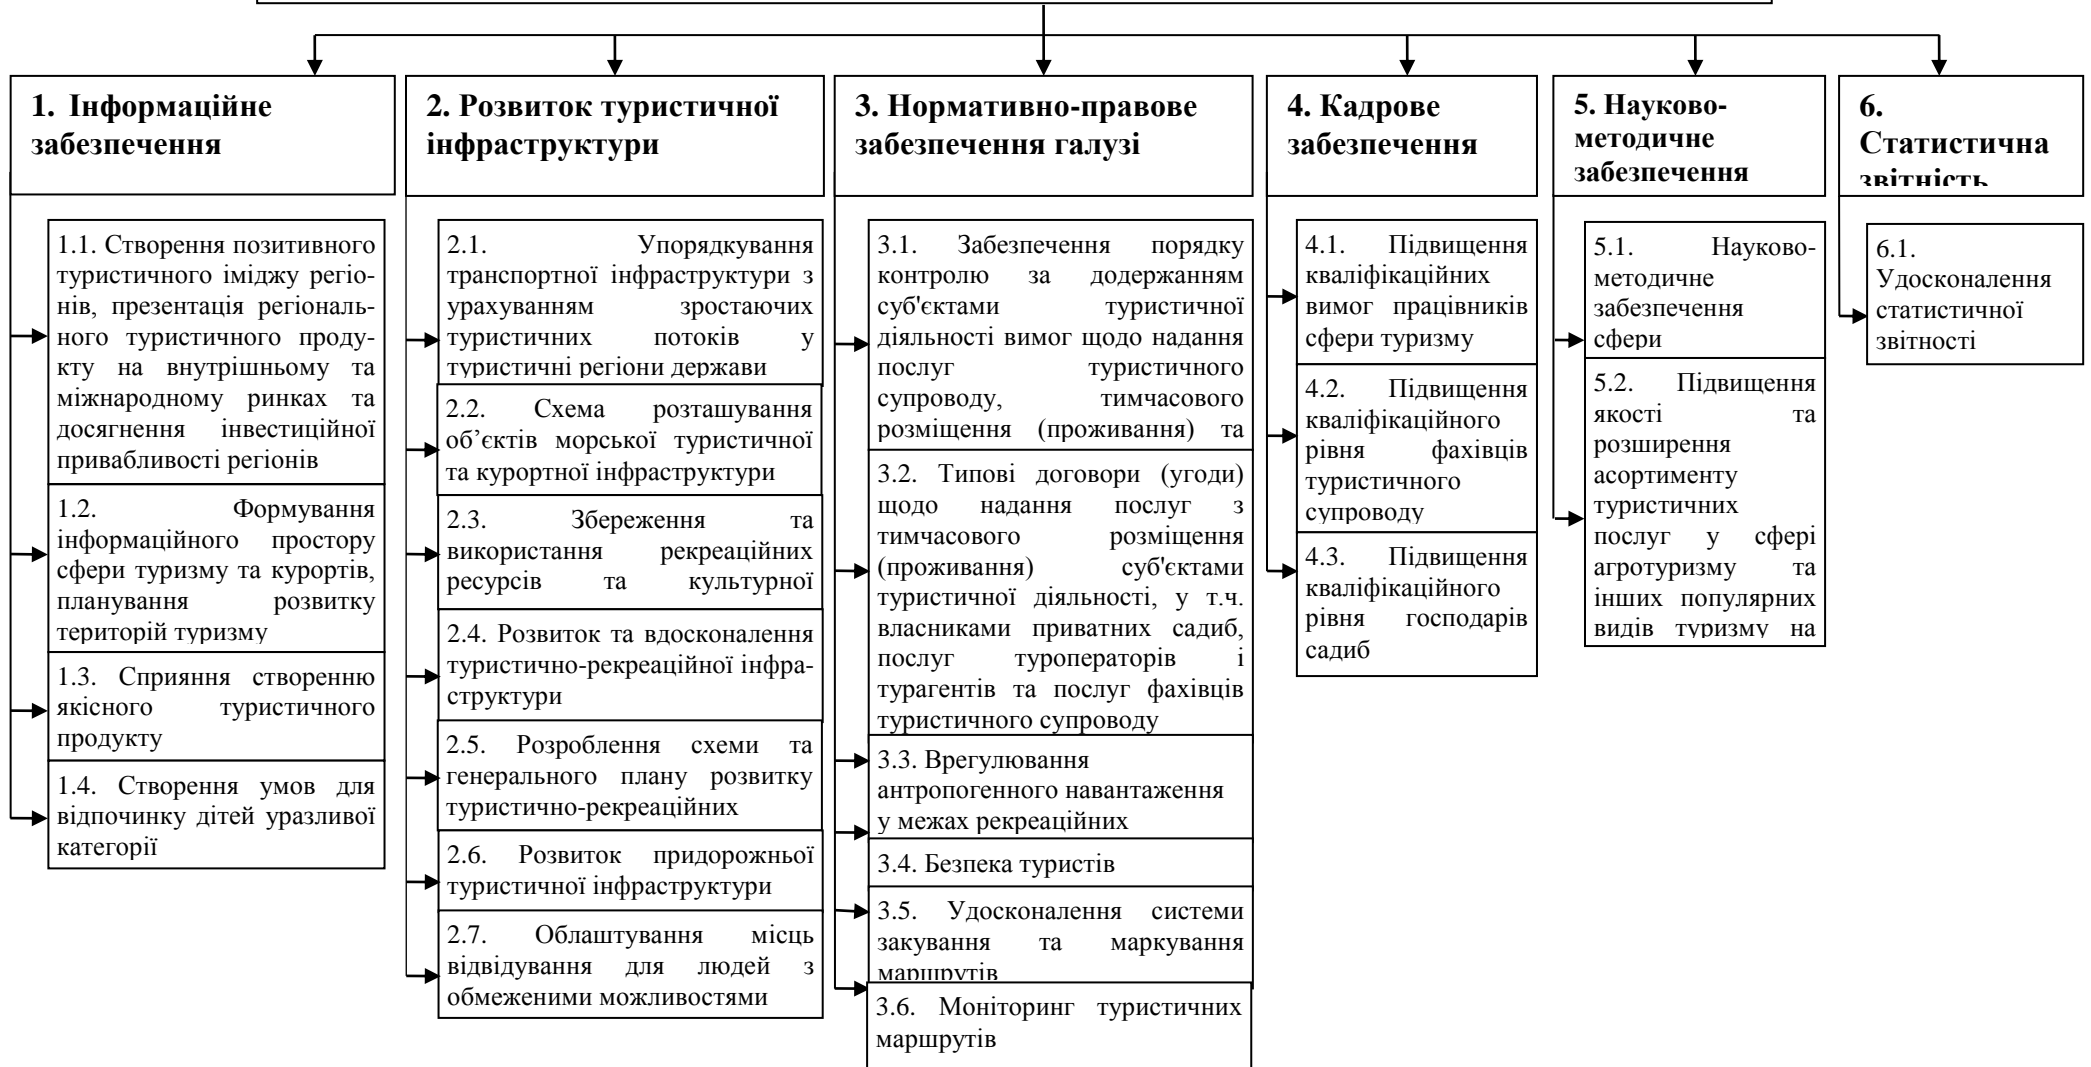 1. Інформаційне
забезпечення
2. Розвиток туристичної
інфраструктури
3. Нормативно-правове
забезпечення галузі
4. Кадрове
забезпечення
5. Науково-
методичне
забезпечення
6.
Статистична
звітність
1.1. Створення позитивного
туристичного іміджу регіо-
нів, презентація регіональ-
ного туристичного проду-
кту на внутрішньому та
міжнародному ринках та
досягнення інвестиційної
привабливості регіонів
1.2. Формування
інформаційного простору
сфери туризму та курортів,
планування розвитку
територій туризму
1.3. Сприяння створенню
якісного туристичного
продукту
1.4. Створення умов для
відпочинку дітей уразливої
категорії
2.1. Упорядкування
транспортної інфраструктури з
урахуванням зростаючих
туристичних потоків у
туристичні регіони держави
2.2. Схема розташування
об’єктів морської туристичної
та курортної інфраструктури
2.3. Збереження та
використання рекреаційних
ресурсів та культурної
2.4. Розвиток та вдосконалення
туристично-рекреаційної інфра-
структури
2.5. Розроблення схеми та
генерального плану розвитку
туристично-рекреаційних
2.6. Розвиток придорожньої
туристичної інфраструктури
2.7. Облаштування місць
відвідування для людей з
обмеженими можливостями
3.1. Забезпечення порядку
контролю за додержанням
суб'єктами туристичної
діяльності вимог щодо надання
послуг туристичного
супроводу, тимчасового
розміщення (проживання) та
3.2. Типові договори (угоди)
щодо надання послуг з
тимчасового розміщення
(проживання) суб'єктами
туристичної діяльності, у т.ч.
власниками приватних садиб,
послуг туроператорів і
турагентів та послуг фахівців
туристичного супроводу
3.3. Врегулювання
антропогенного навантаження
у межах рекреаційних
3.4. Безпека туристів
3.5. Удосконалення системи
закування та маркування
маршрутів
3.6. Моніторинг туристичних
маршрутів
4.1. Підвищення
кваліфікаційних
вимог працівників
сфери туризму
4.2. Підвищення
кваліфікаційного
рівня фахівців
туристичного
супроводу
4.3. Підвищення
кваліфікаційного
рівня господарів
садиб
5.1. Науково-
методичне
забезпечення
сфери
5.2. Підвищення
якості та
розширення
асортименту
туристичних
послуг у сфері
агротуризму та
інших популярних
видів туризму на
6.1.
Удосконалення
статистичної
звітності